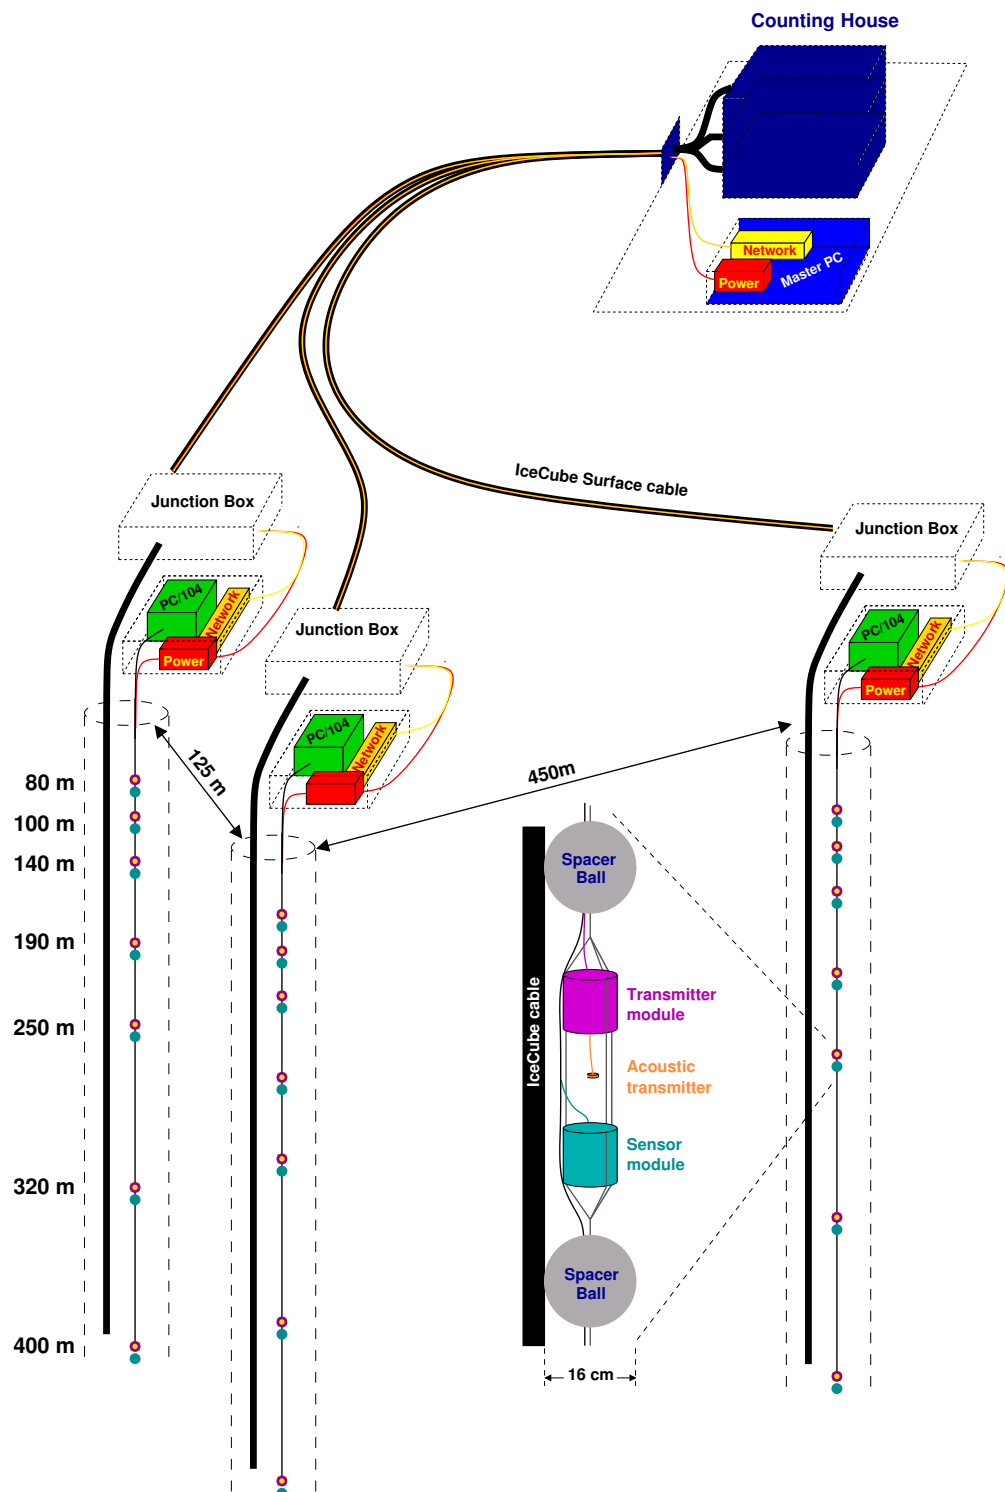 Counting House
Network
Master PC
Power
IceCube Surface cable
Junction Box
PC/104
Network
Power
Junction Box
PC/104
Network
Junction Box
PC/104
Network
Power
125 m
450m
80 m
100 m
140 m
190 m
250 m
320 m
400 m
IceCube cable
Spacer
Ball
Transmitter
module
Acoustic
transmitter
Sensor
module
Spacer
Ball
16 cm